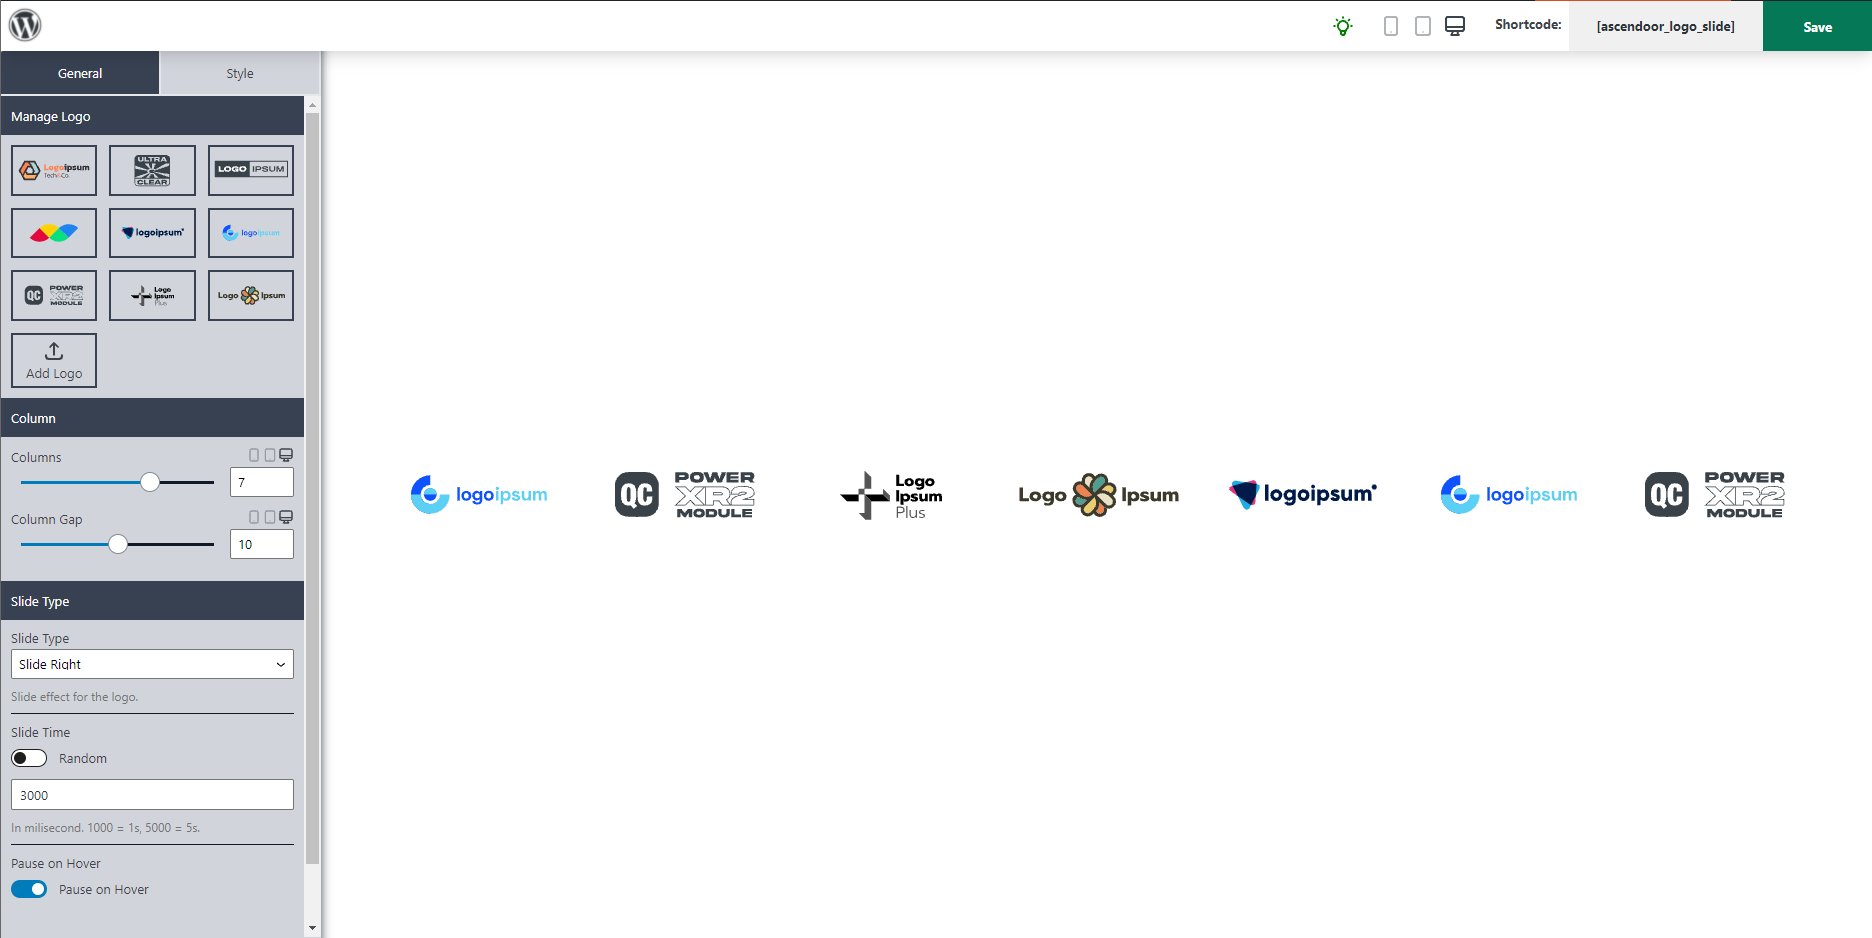 Shortcode:
[ascendoor_logo_slide]
Save
General
Style
Manage Logo
Logoipsum
Tech1-Co.
ULTRA
CLEAR
LOGO IPSUM
logoipsum
logoipsum
QC POWER
XR2
MODULE
Logo
Ipsum
Plus
Logo Ipsum
Add Logo
Column
Columns
7
Column Gap
10
Slide Type
Slide Type
Slide Right
Slide effect for the logo.
Slide Time
Random
3000
In milisecond. 1000 = 1s, 5000 = 5s.
Pause on Hover
Pause on Hover
logoipsum
QC POWER
XR2
MODULE
Logo
Ipsum
Plus
Logo Ipsum
logoipsum
logoipsum
QC POWER
XR2
MODULE